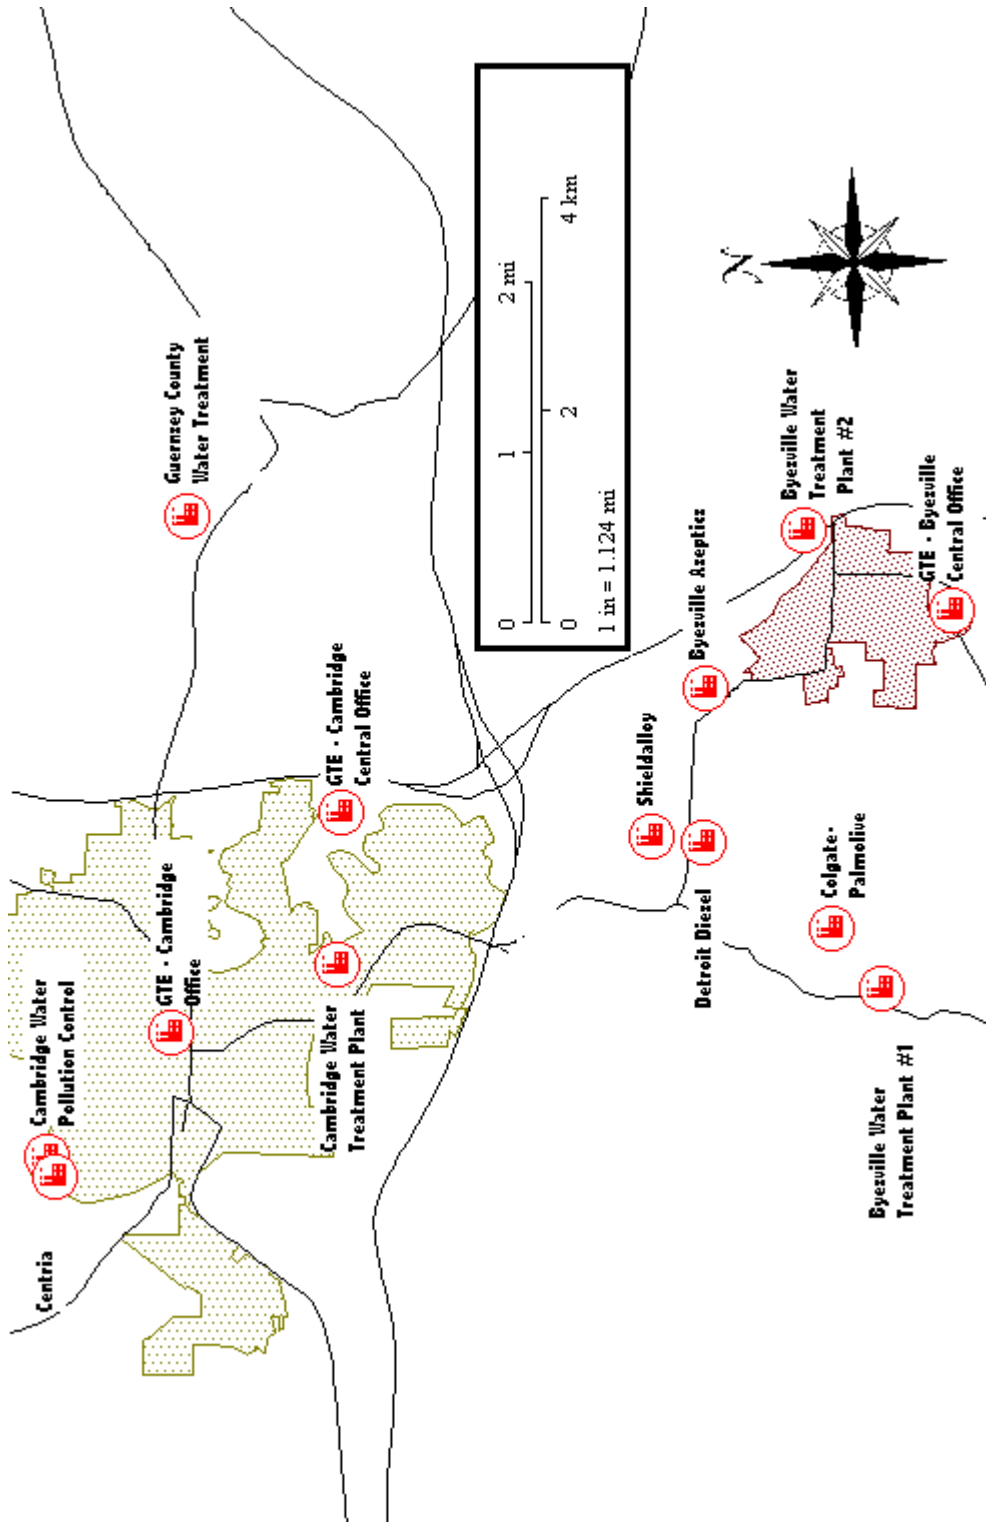 Centria
Cambridge Water
Pollution Control
GTE - Cambridge
Office
Cambridge Water
Treatment Plant
GTE - Cambridge
Central Office
Guernsey County
Water Treatment
0 1 2 mi
0 2 4 km
1 in = 1.124 mi
N
Shieldalloy
Detroit Diesel
Byesville Aseptics
Colgate-
Palmolive
Byesville Water
Treatment Plant #1
Byesville Water
Treatment
Plant #2
GTE - Byesville
Central Office